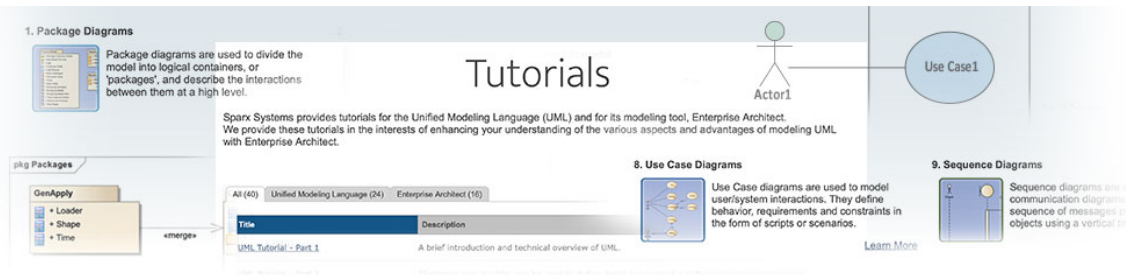 1. Package Diagrams
Package diagrams are used to divide the
model into logical containers, or
'packages', and describe the interactions
between them at a high level.
Tutorials
Actor1
Use Case1
Sparx Systems provides tutorials for the Unified Modeling Language (UML) and for its modeling tool, Enterprise Architect.
We provide these tutorials in the interests of enhancing your understanding of the various aspects and advantages of modeling UML
with Enterprise Architect.
pkg Packages
GenApply
+ Loader
+ Shape
+ Time
«merge»
All (40)
Unified Modeling Language (24)
Enterprise Architect (16)
Title
Description
UML Tutorial - Part 1
A brief introduction and technical overview of UML.
8. Use Case Diagrams
Use Case diagrams are used to model
user/system interactions. They define
behavior, requirements and constraints in
the form of scripts or scenarios.
Learn More
9. Sequence Diagrams
Sequence diagrams are
communication diagrams
sequence of messages
objects using a vertical